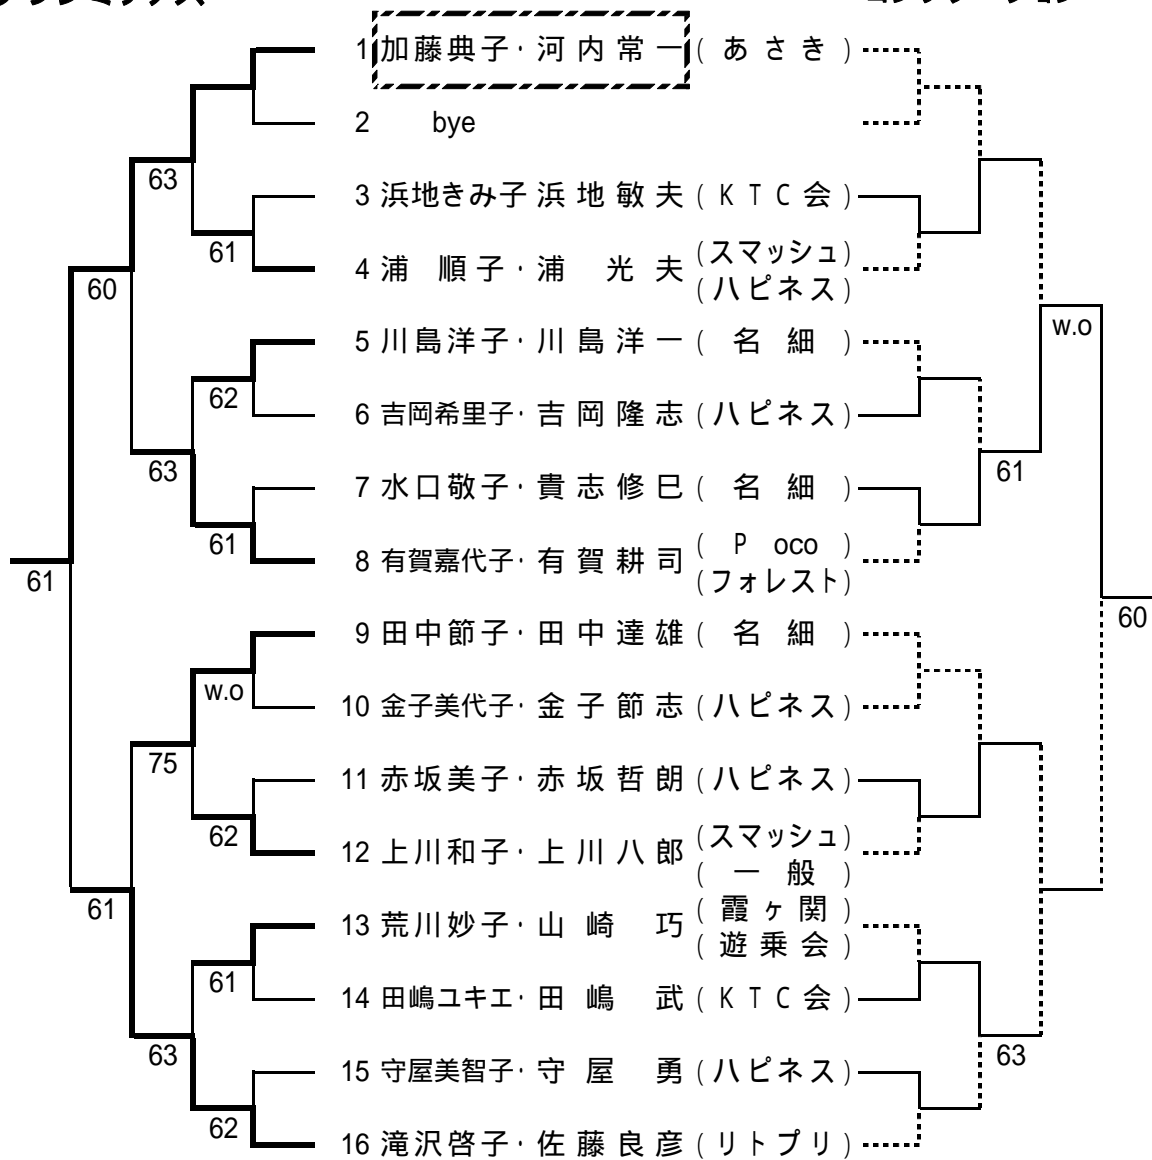 コンソレーション
1 加藤典子・河内常一 (あさき)
2 bye
63
3 浜地きみ子 浜地敏夫 (KTC会)
61
4 浦 順子・浦 光夫 (スマッシュ)
(ハピネス)
60
5 川島洋子・川島洋一 (名細)
w.o
62
6 吉岡希里子・吉岡隆志 (ハピネス)
63
61
7 水口敬子・貴志修巳 (名細)
61
8 有賀嘉代子・有賀耕司 (Poco)
(フォレスト)
61
60
9 田中節子・田中達雄 (名細)
w.o
10 金子美代子・金子節志 (ハピネス)
75
11 赤坂美子・赤坂哲朗 (ハピネス)
62
12 上川和子・上川八郎 (スマッシュ)
(一般)
61
13 荒川妙子・山崎 巧 (霞ヶ関)
(遊乗会)
61
14 田嶋ユキエ・田嶋 武 (KTC会)
63
63
15 守屋美智子・守屋 勇 (ハピネス)
62
16 滝沢啓子・佐藤良彦 (リトプリ)